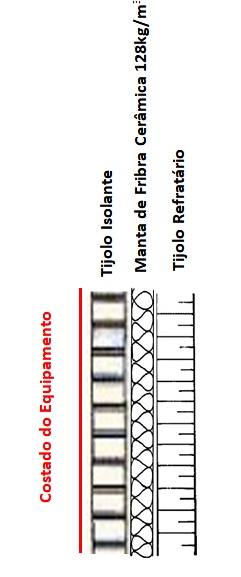 Costado do Equipamento
Tijolo Isolante
Manta de Fribra Cerâmica 128kg/m³
Tijolo Refratário